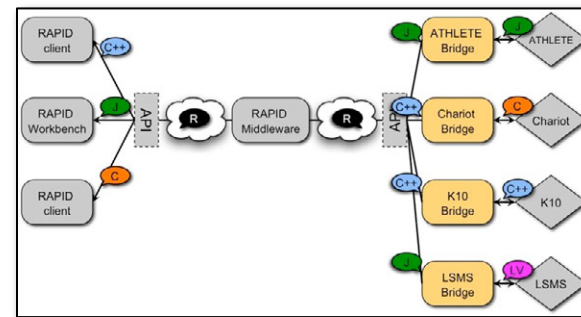 RAPID
client
C++
J
RAPID
Workbench
C
RAPID
client
API
R
RAPID
Middleware
R
API
J
ATHLETE
Bridge
J
ATHLETE
C++
Chariot
Bridge
C
Chariot
C++
K10
Bridge
C++
K10
J
LSMS
Bridge
LV
LSMS